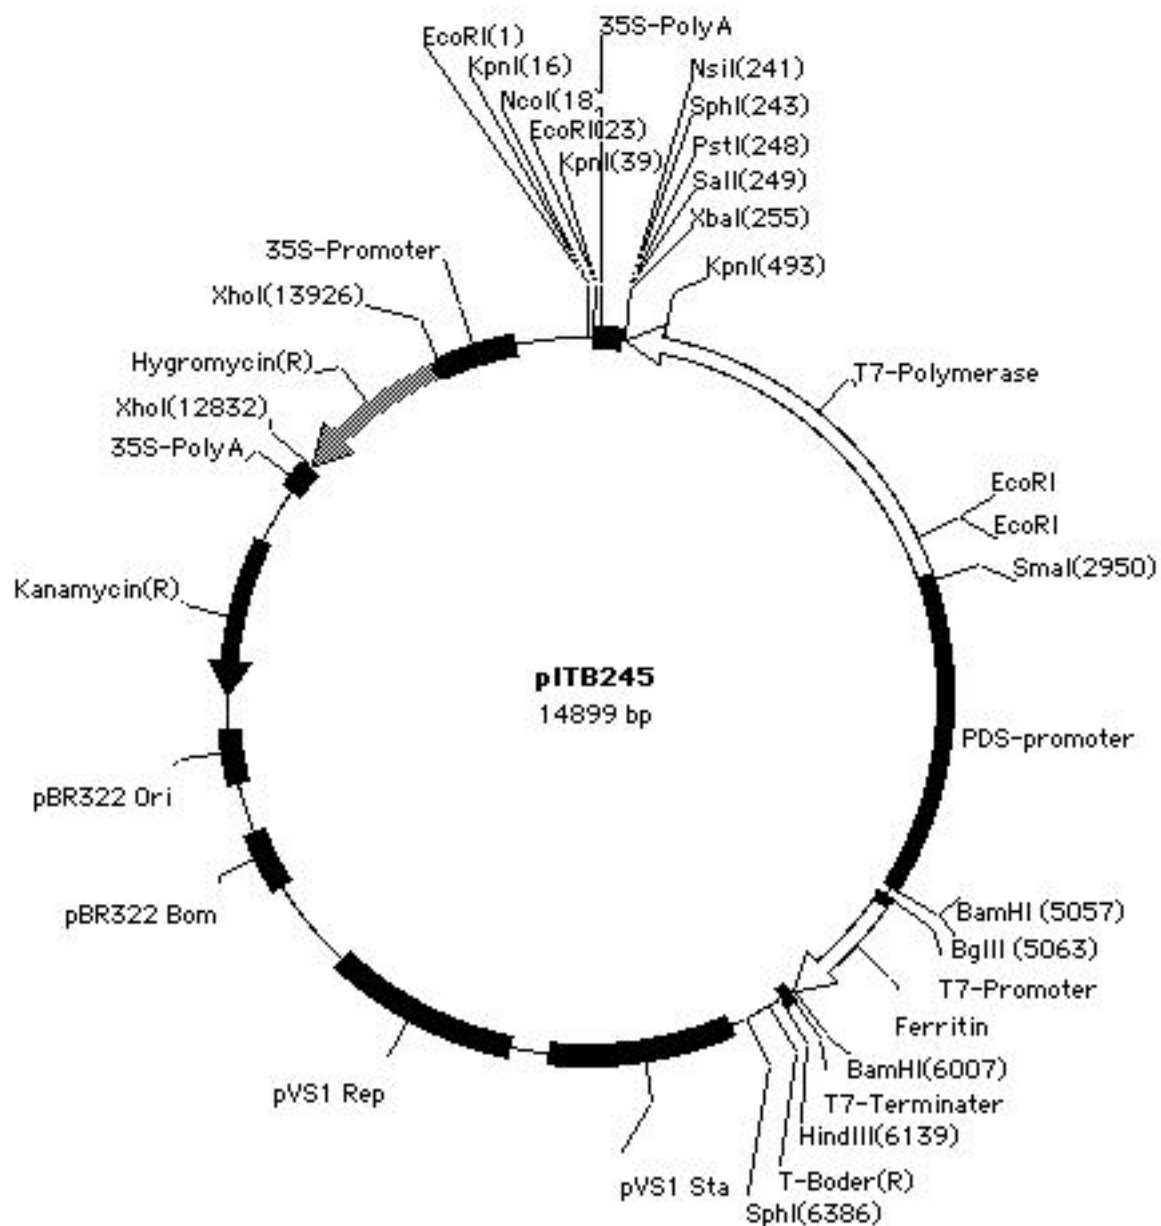 35S-PolyA
EcoRI(1)
KpnI(16)
NcoI(18)
EcoRI(23)
KpnI(39)
NsiI(241)
SphI(243)
PstI(248)
SalI(249)
XbaI(255)
KpnI(493)
35S-Promoter
XhoI(13926)
Hygromycin(R)
XhoI(12832)
35S-PolyA
T7-Polymerase
EcoRI
EcoRI
SmaI(2950)
Kanamycin(R)
pITB245
14899 bp
PDS-promoter
pBR322 Ori
pBR322 Bom
BamHI (5057)
BglII (5063)
T7-Promoter
Ferritin
BamHI(6007)
T7-Terminater
HindIII(6139)
pVS1 Rep
pVS1 Sta
T-Boder(R)
SphI(6386)